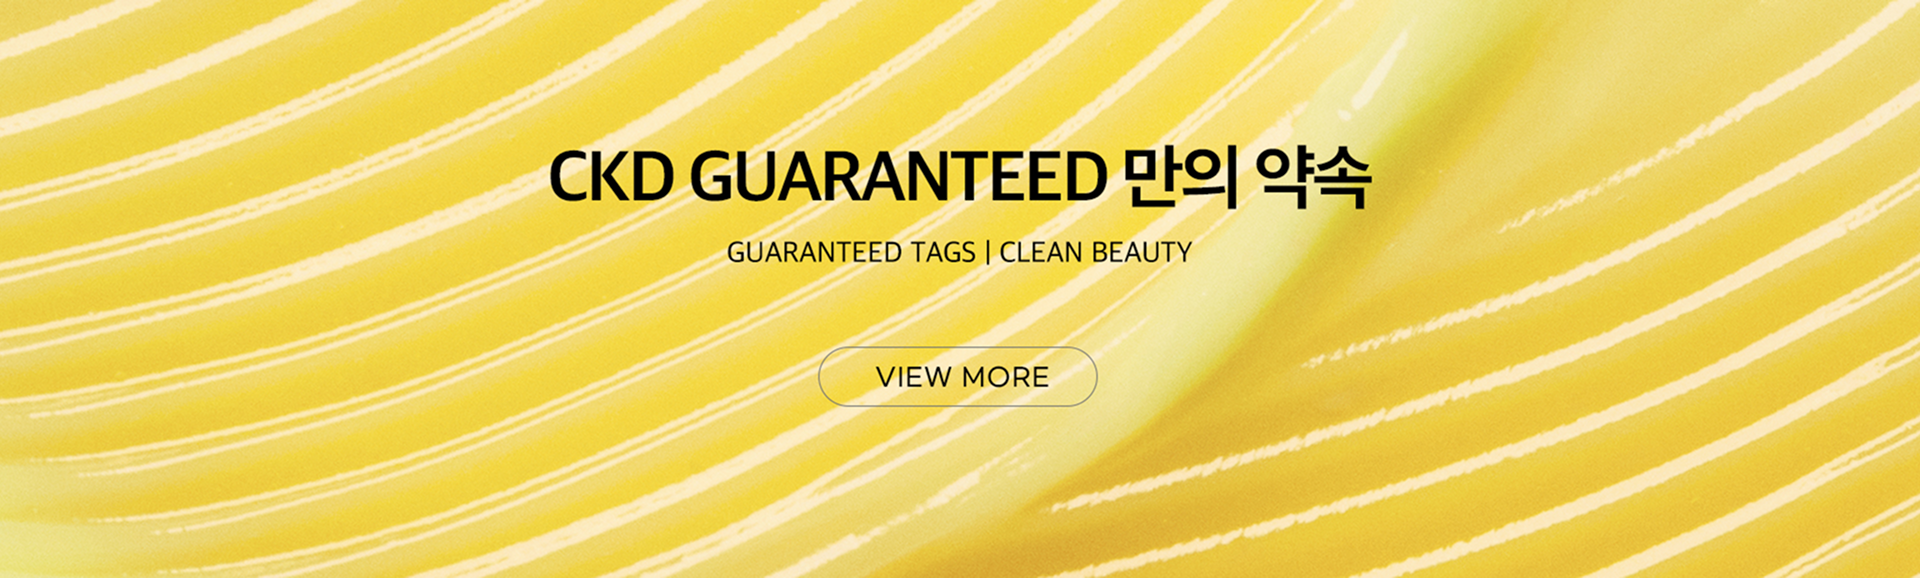 CKD GUARANTEED 만의 약속
GUARANTEED TAGS | CLEAN BEAUTY
VIEW MORE